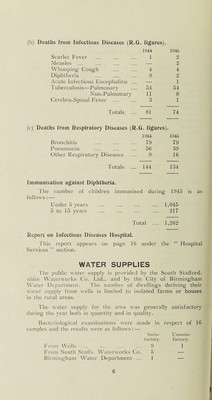 (b) Deaths from Infectious Diseases (R.G. figures).
1944 1945
Scarlet Fever ... ... ... 1 2
Measles ... ... ... ... — 2
Whooping Cough ... ... 4 4
Diphtheria ... ... ... 8 2
Acute Infectious Encephalitis ... — 1
Tuberculosis—Pulmonary ... 54 54
Non-Pulmonary 11 8
Cerebro-Spinal Fever ... ... 3 1
Totals ... 81 74
(c) Deaths from Respiratory Diseases (R.G. figures).
1944 1945
Bronchitis ... ... ... 79 79
Pneumonia ... ... ... 56 39
Other Respiratory Diseases ... 9 16
Totals ... 144 134
Immunisation against Diphtheria.
The number of children immunised during 1945 is as
follows:—
Under 5 years ... ... ... 1,045
5 to 15 years ... ... ... 217
Total ... 1,262
Report on Infectious Diseases Hospital.
This report appears on page 16 under the “ Hospital
Services ” section.
WATER SUPPLIES
The public water supply is provided by the South Stafford-
shire Waterworks Co. Ltd., and by the City of Birmingham
Water Department. The number of dwellings deriving their
water supply from wells is limited to isolated farms or houses
in the rural areas.
The water supply for the area was generally satisfactory
during the year both in quantity and in quality.
Bacteriological examinations were made in respect of 16
samples and the results were as follows:—
Satis- Unsatis-
factory. factory.
From Wells ... ... ... 9 1
From South Staffs. Waterworks Co. 5 —
Birmingham Water Department ... 1 —
6